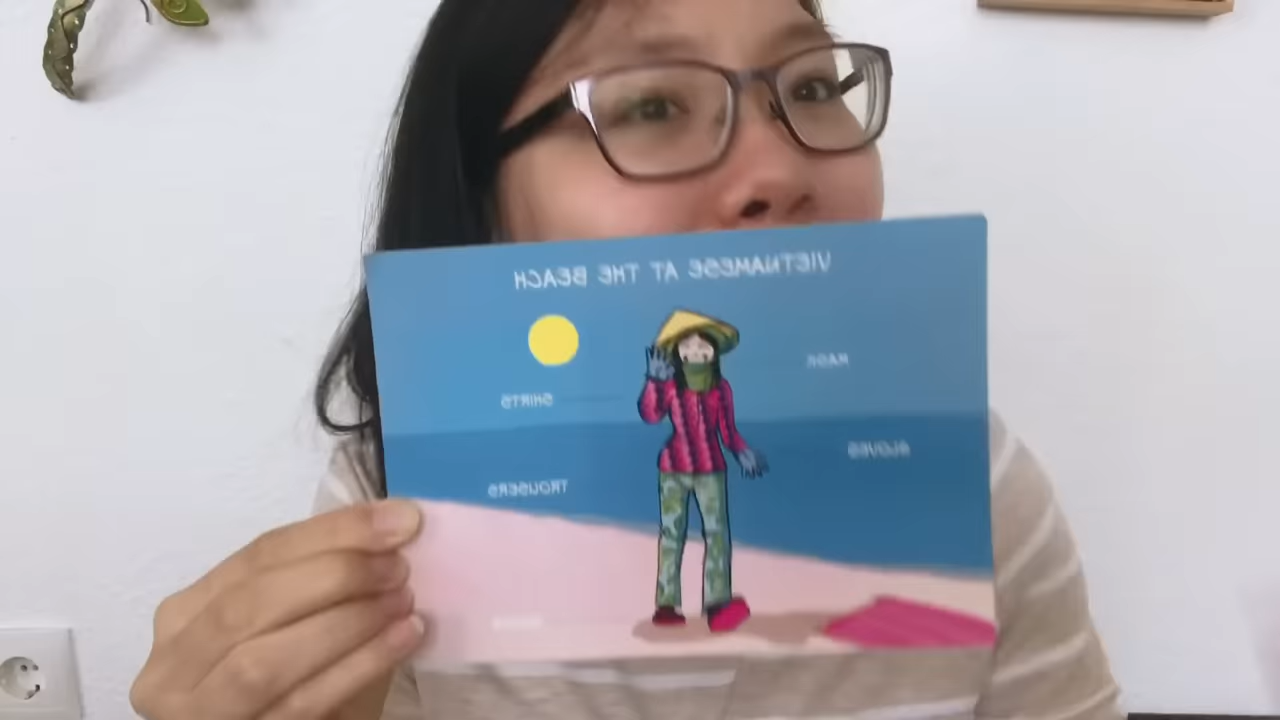 VIETNAMESE AT THE BEACH
MASK
SHIRTS
GLOVES
TROUSERS